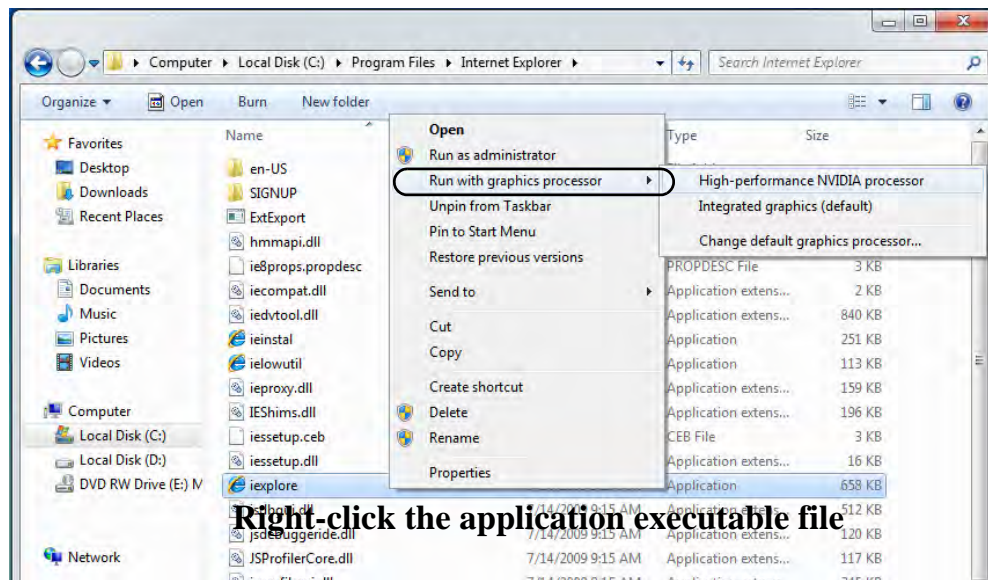 Computer ▸ Local Disk (C:) ▸ Program Files ▸ Internet Explorer ▸
Search Internet Explorer
Organize Open Burn New folder
Name Type Size
Favorites
Desktop
Downloads
Recent Places
Libraries
Documents
Music
Pictures
Videos
Computer
Local Disk (C:)
Local Disk (D:)
DVD RW Drive (E:) M
Network
en-US
SIGNUP
ExtExport
hmmapi.dll
ie8props.propdesc PROPDESC File 3 KB
iecompat.dll Application extens... 2 KB
iedvtool.dll Application extens... 840 KB
ieinstal Application 251 KB
ielowutil Application 113 KB
ieproxy.dll Application extens... 159 KB
IEShims.dll Application extens... 196 KB
iessetup.ceb CEB File 3 KB
iessetup.dll Application extens... 16 KB
iexplore Application 658 KB
7/14/2009 9:15 AM Application extens... 512 KB
jsdebuggeride.dll 7/14/2009 9:15 AM Application extens... 120 KB
JSProfilerCore.dll 7/14/2009 9:15 AM Application extens... 117 KB
Open
Run as administrator
Run with graphics processor
Unpin from Taskbar
Pin to Start Menu
Restore previous versions
Send to
Cut
Copy
Create shortcut
Delete
Rename
Properties
High-performance NVIDIA processor
Integrated graphics (default)
Change default graphics processor...
Right-click the application executable file